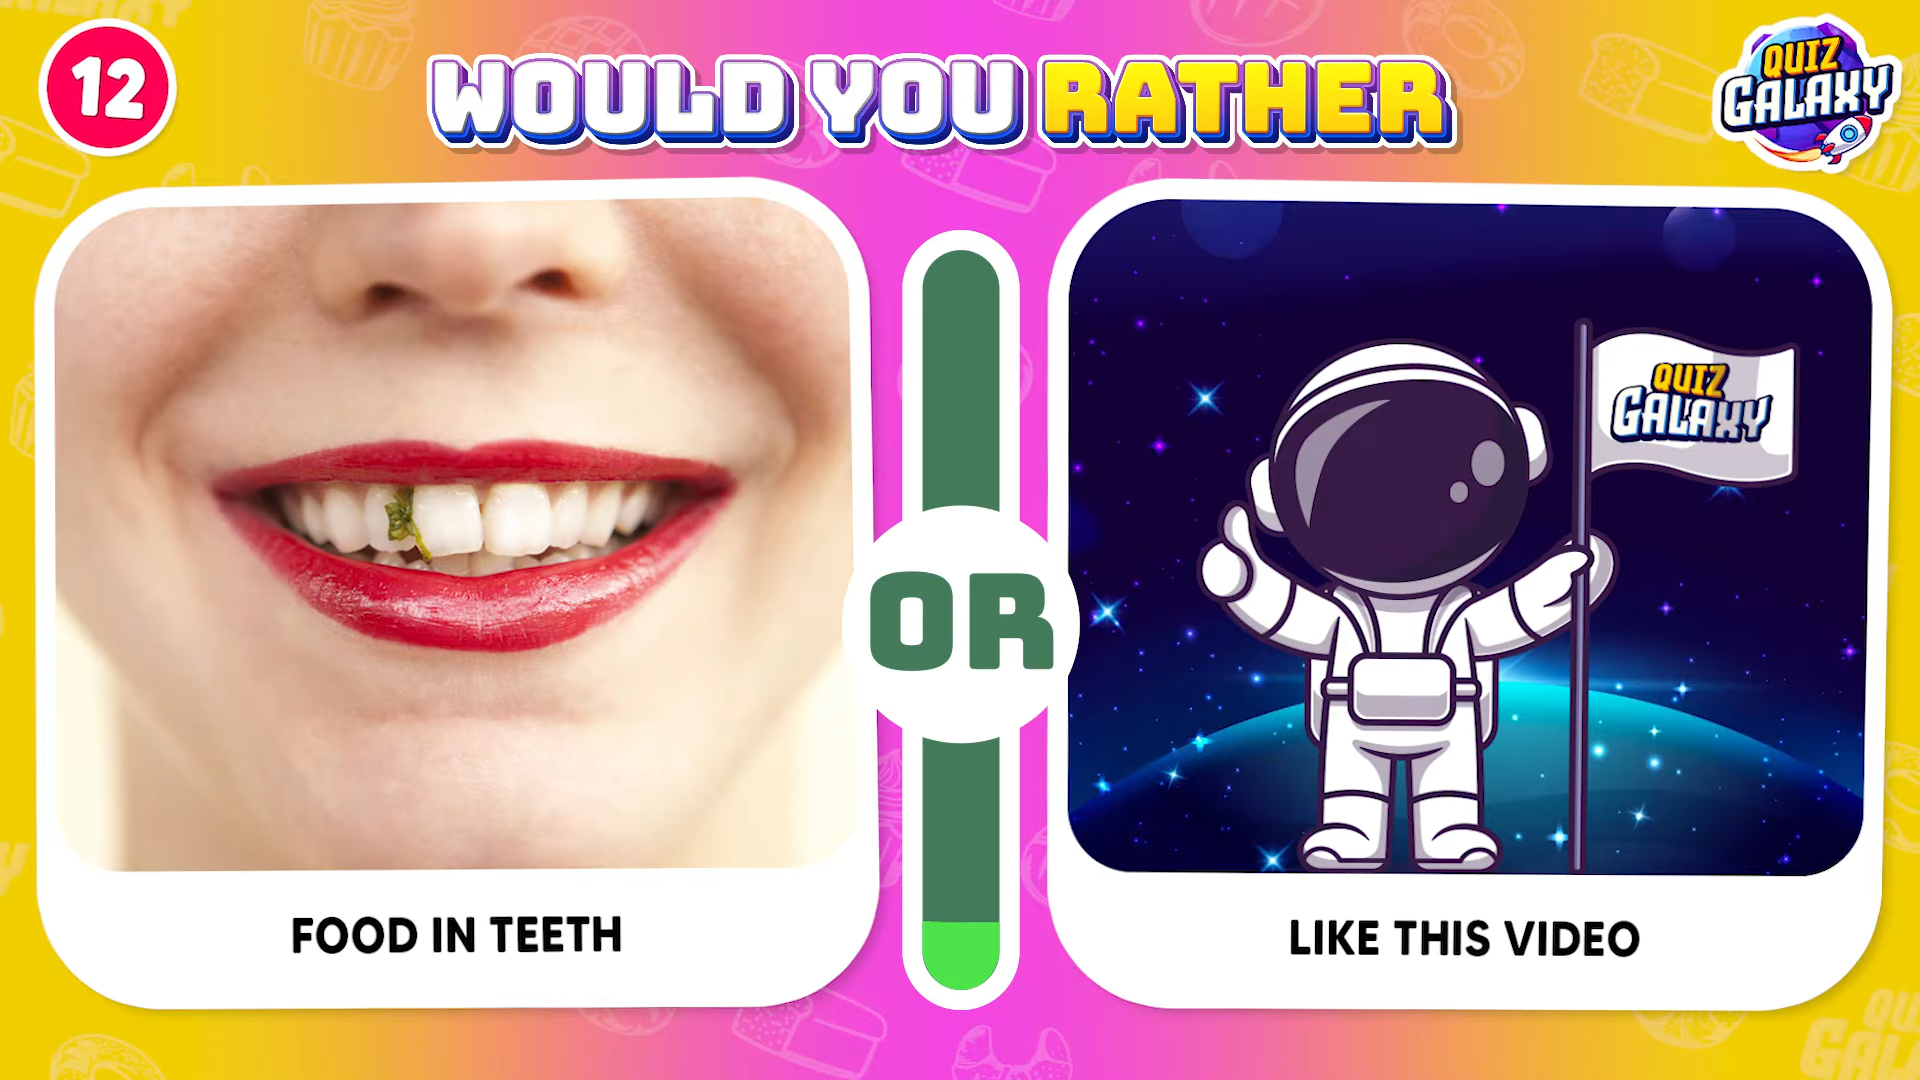 12
WOULD YOU RATHER
QUIZ
GALAXY
QUIZ
GALAXY
OR
FOOD IN TEETH
LIKE THIS VIDEO